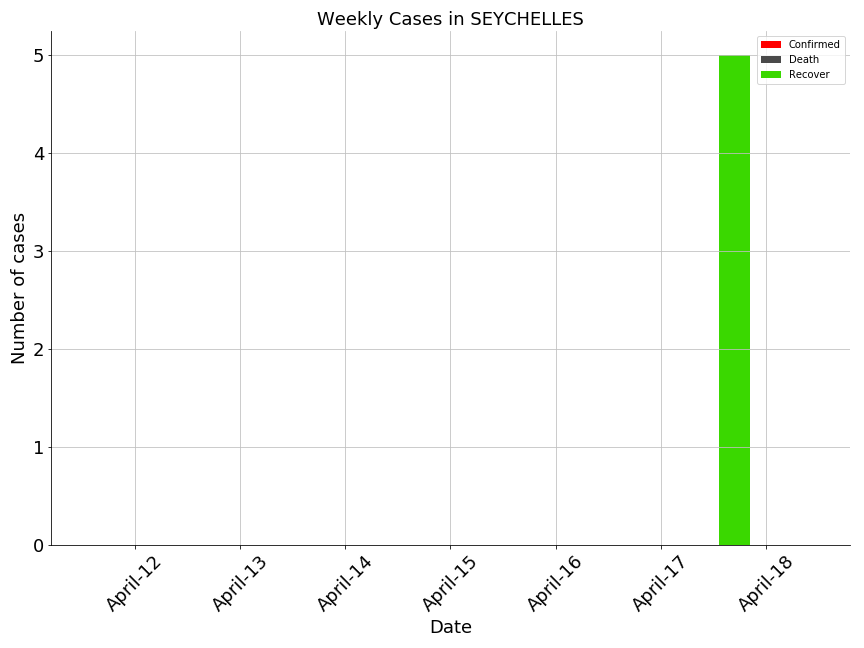 Weekly Cases in SEYCHELLES
Confirmed
Death
Recover
Number of cases
5
4
3
2
1
0
April-12
April-13
April-14
April-15
April-16
April-17
April-18
Date